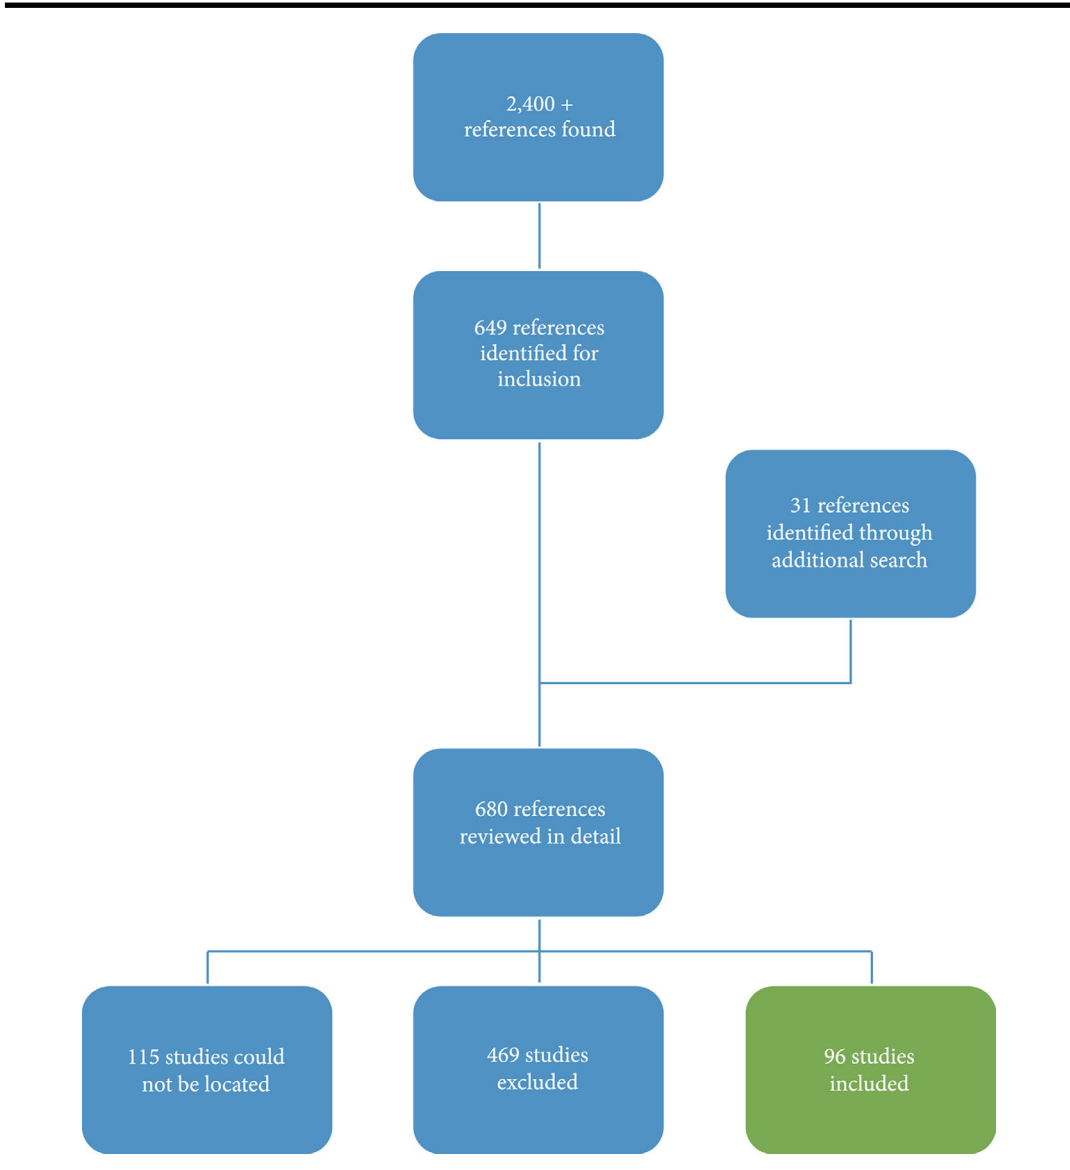 2,400 +
references found
649 references
identified for
inclusion
31 references
identified through
additional search
680 references
reviewed in detail
115 studies could
not be located
469 studies
excluded
96 studies
included